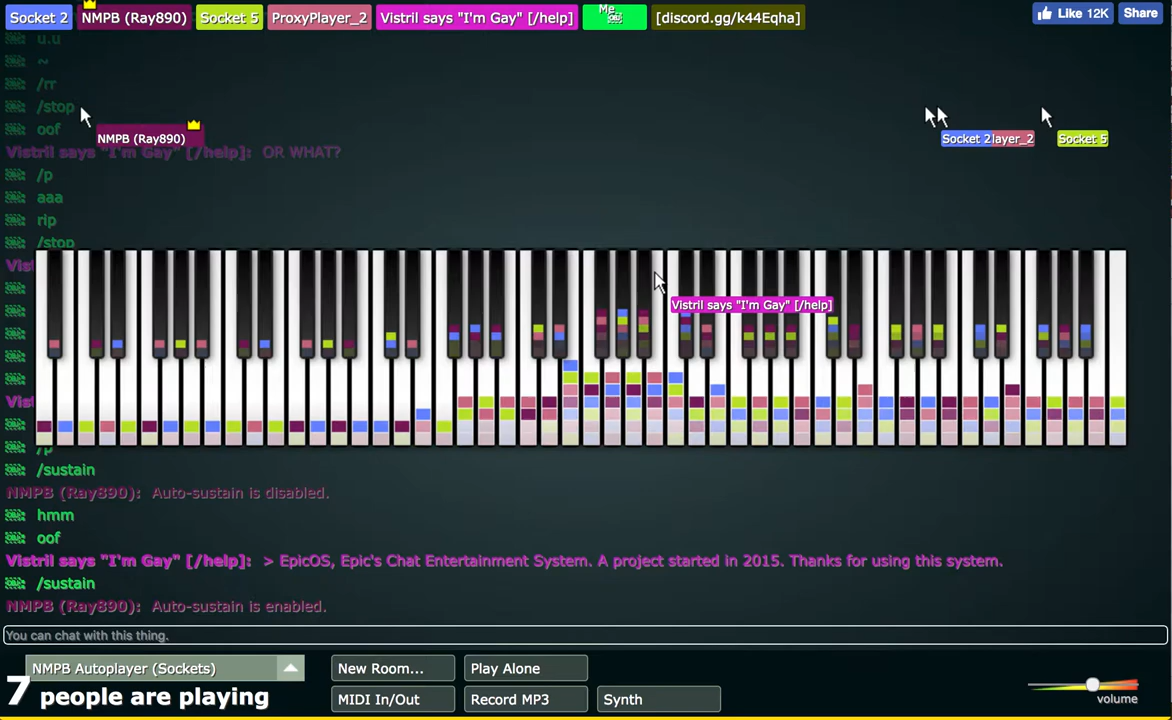 Socket 2 NMPB (Ray890) Socket 5 ProxyPlayer_2 Vistril says "I'm Gay" [/help] Me [discord.gg/k44Eqha] Like 12K Share
u.u
~
/rr
/stop
NMPB (Ray890) Socket 2 layer_2 Socket 5
oof
Vistril says "I'm Gay" [/help]: OR WHAT?
/p
aaa
rip
/stop
Vist
Vistril says "I'm Gay" [/help]
Vist
/p
/sustain
NMPB (Ray890): Auto-sustain is disabled.
hmm
oof
Vistril says "I'm Gay" [/help]: > EpicOS, Epic's Chat Entertainment System. A project started in 2015. Thanks for using this system.
/sustain
NMPB (Ray890): Auto-sustain is enabled.
You can chat with this thing.
NMPB Autoplayer (Sockets) New Room... Play Alone
7 people are playing MIDI In/Out Record MP3 Synth volume